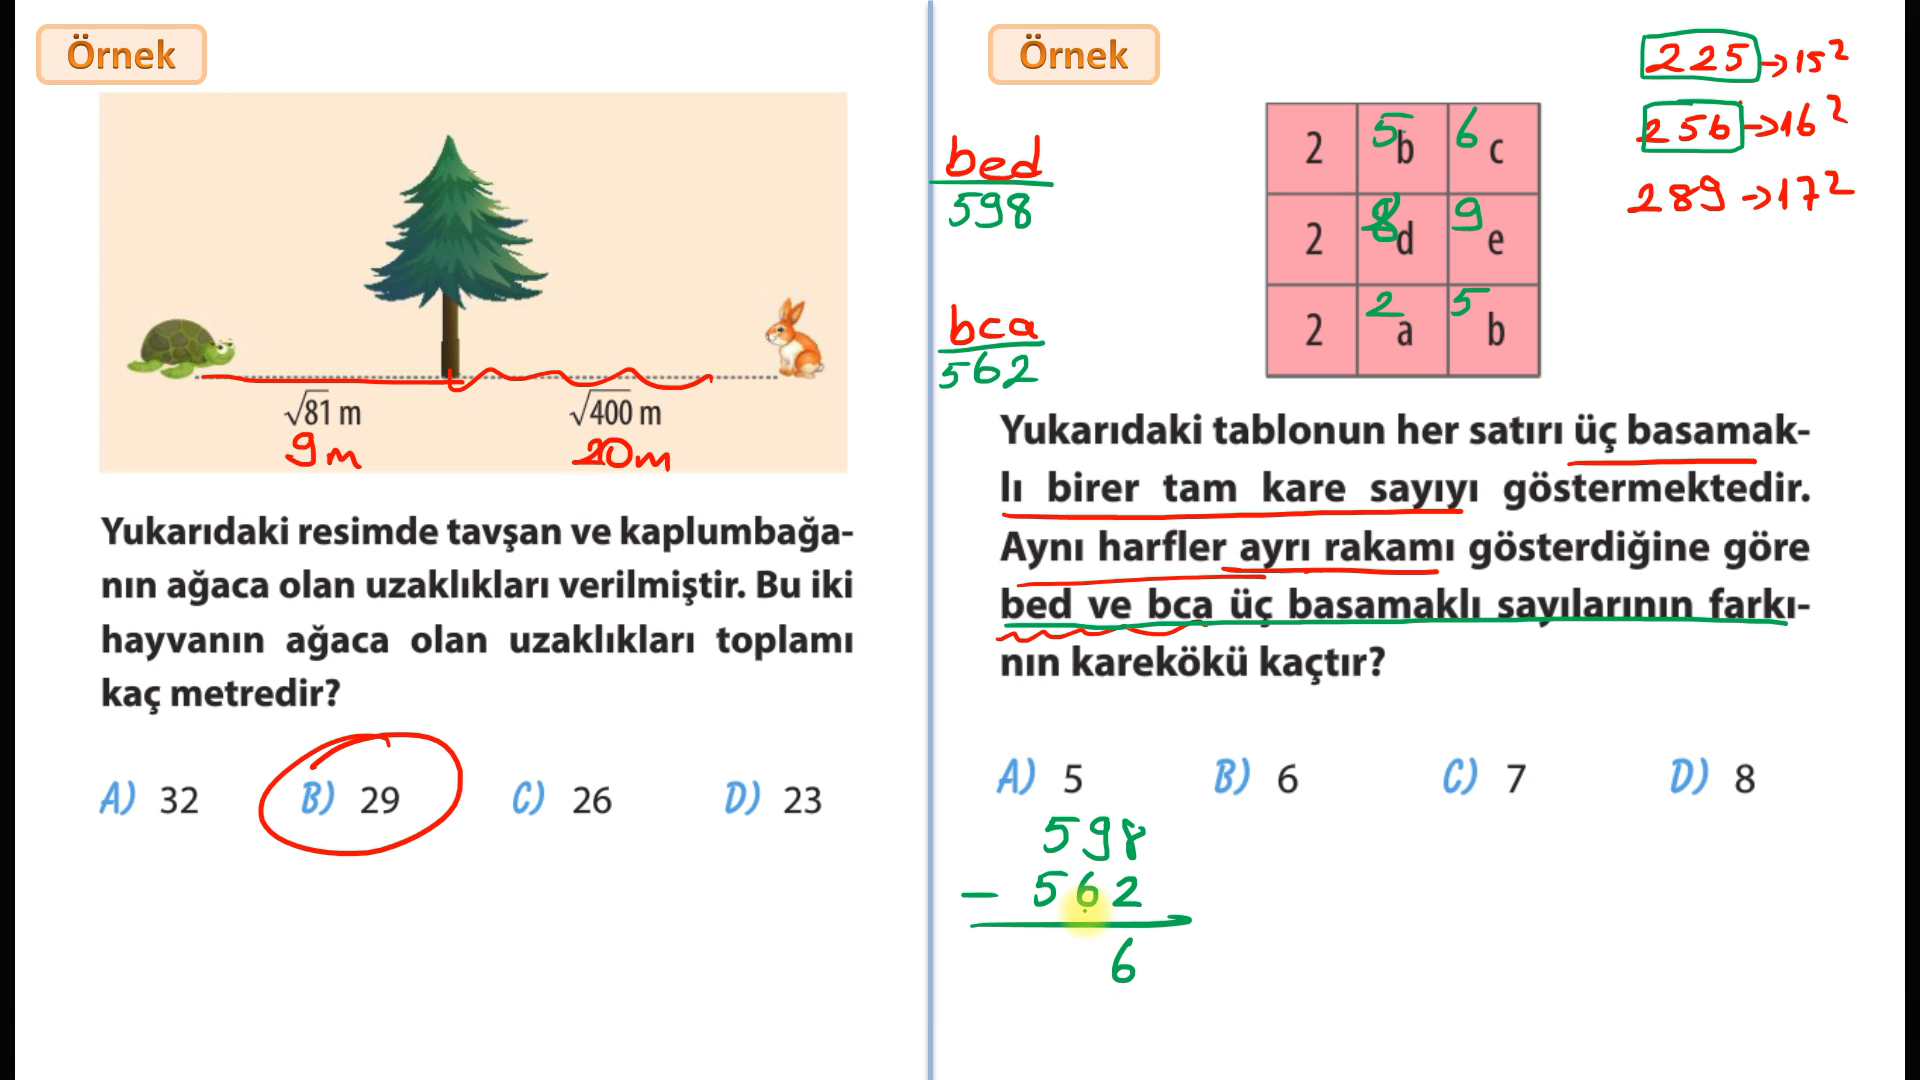 Örnek
√81 m
√400 m
9m
20m
Yukarıdaki resimde tavşan ve kaplumbağa-
nın ağaca olan uzaklıkları verilmiştir. Bu iki
hayvanın ağaca olan uzaklıkları toplamı
kaç metredir?
A) 32 B) 29 C) 26 D) 23
Örnek
225 → 15²
256 → 16²
289 → 17²
bed
598
bca
562
2 5 b 6 c
2 8 d 9 e
2 2 a 5 b
Yukarıdaki tablonun her satırı üç basamak-
lı birer tam kare sayıyı göstermektedir.
Aynı harfler ayrı rakamı gösterdiğine göre
bed ve bca üç basamaklı sayılarının farkı-
nın karekökü kaçtır?
A) 5 B) 6 C) 7 D) 8
598
- 562
6